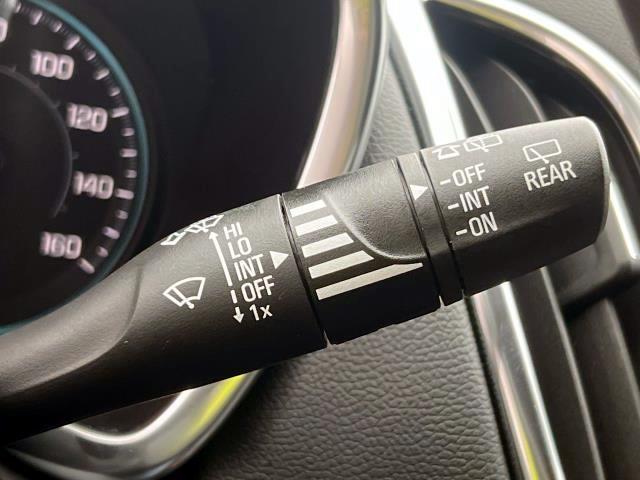 100
120
140
160
HI
LO
INT
OFF
1x
-OFF
-INT
-ON
REAR